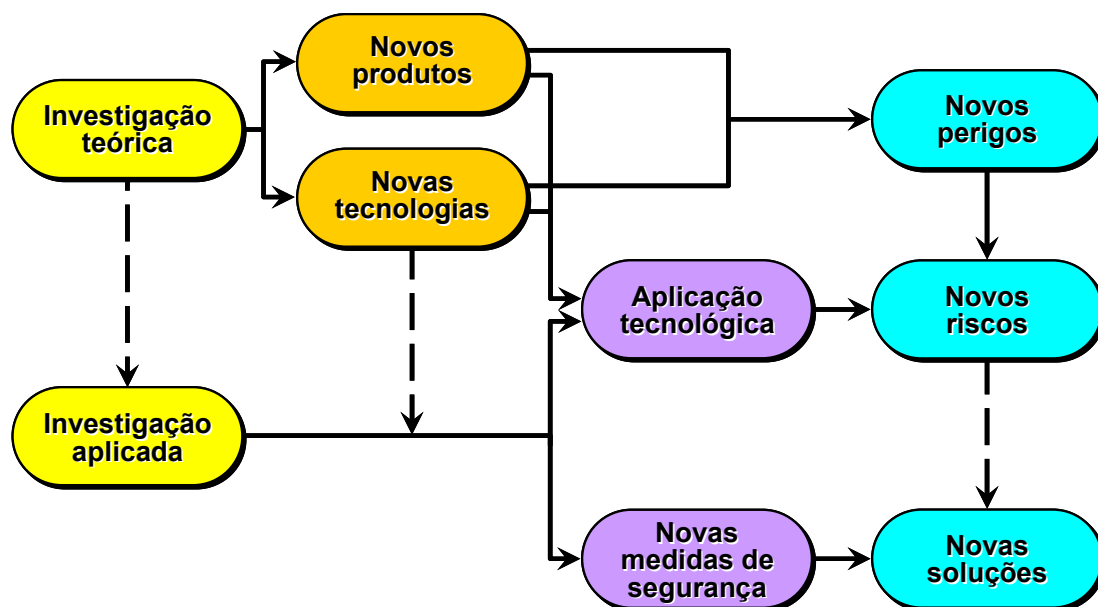 Novos
produtos
Investigação
teórica
Novos
perigos
Novas
tecnologias
Aplicação
tecnológica
Novos
riscos
Investigação
aplicada
Novas
medidas de
segurança
Novas
soluções